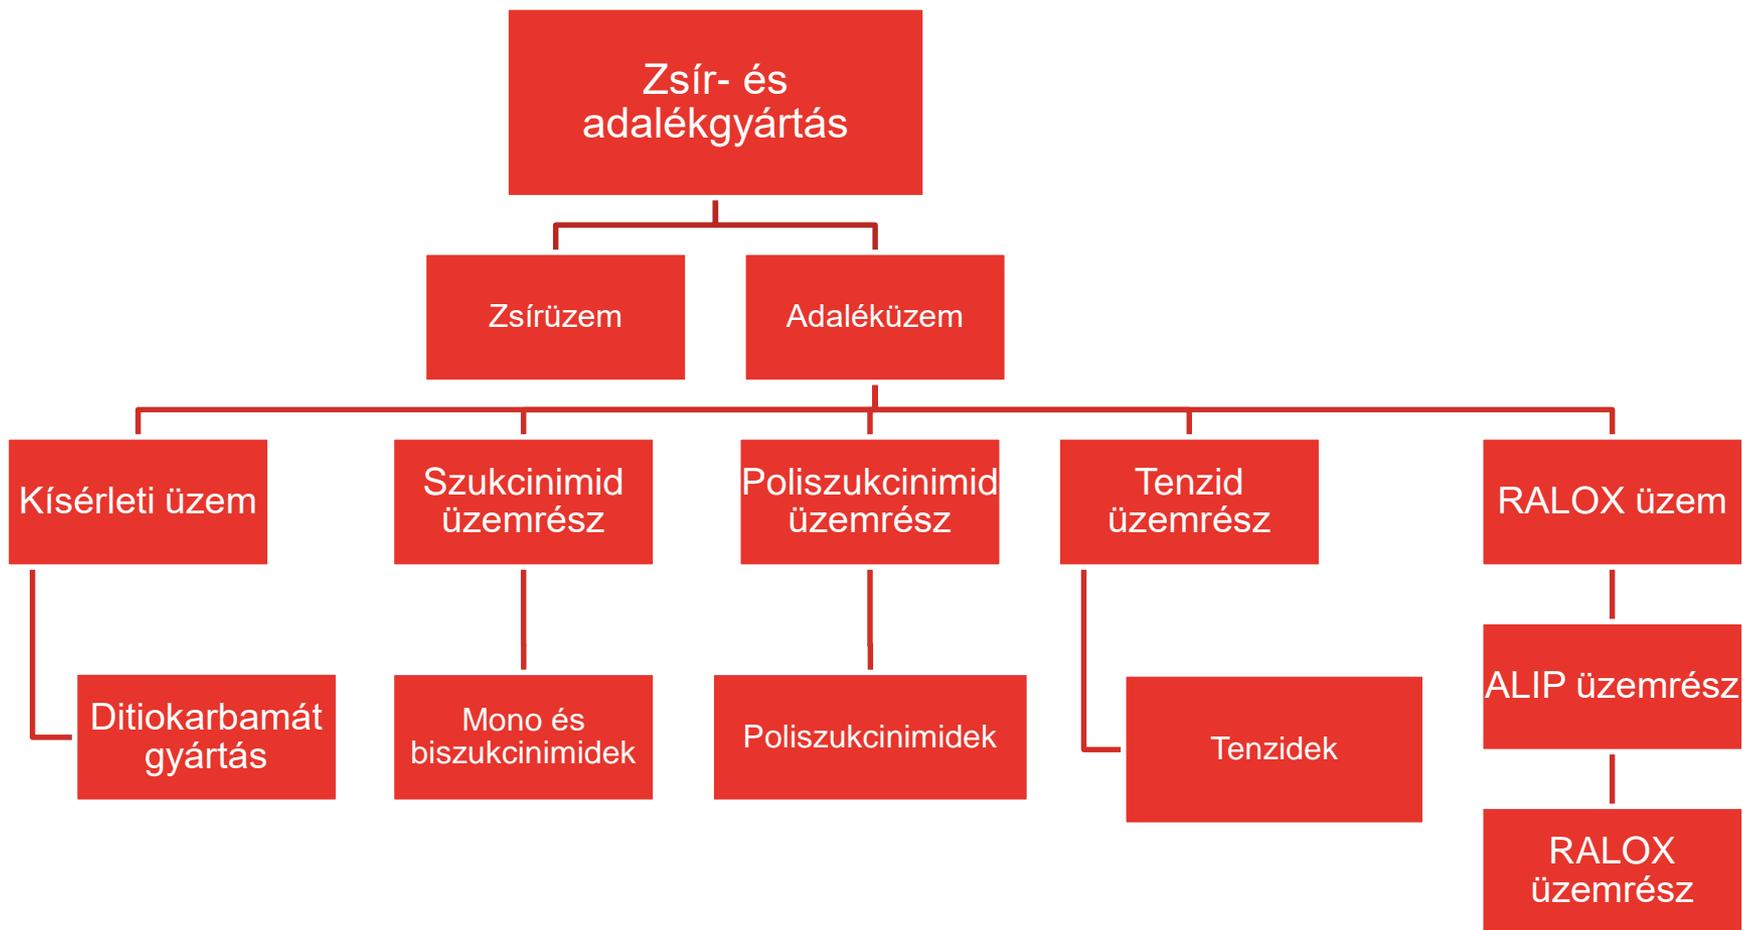 Zsír- és
adalékgyártás
Zsírüzem
Adaléküzem
Kísérleti üzem
Szukcinimid
üzemrész
Poliszukcinimid
üzemrész
Tenzid
üzemrész
RALOX üzem
Ditiokarbamát
gyártás
Mono és
biszukcinimidek
Poliszukcinimidek
Tenzidek
ALIP üzemrész
RALOX
üzemrész